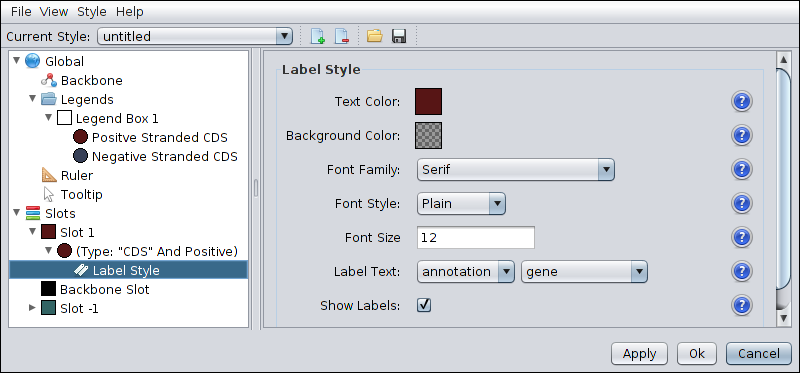 File View Style Help
Current Style: untitled
Global
Backbone
Legends
Legend Box 1
Positve Stranded CDS
Negative Stranded CDS
Ruler
Tooltip
Slots
Slot 1
(Type: "CDS" And Positive)
Label Style
Backbone Slot
Slot -1
Label Style
Text Color: ?
Background Color: ?
Font Family: Serif ?
Font Style: Plain ?
Font Size 12 ?
Label Text: annotation gene ?
Show Labels: ?
Apply Ok Cancel